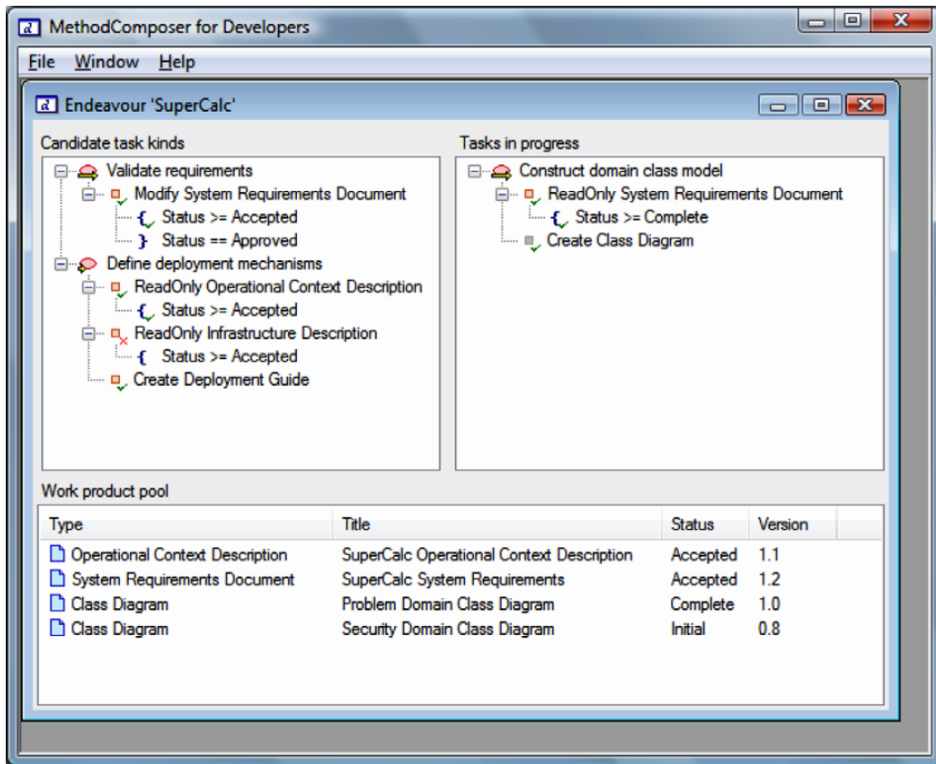 MethodComposer for Developers
File Window Help
Endeavour 'SuperCalc'
Candidate task kinds
Validate requirements
Modify System Requirements Document
{ Status >= Accepted
} Status == Approved
Define deployment mechanisms
ReadOnly Operational Context Description
{ Status >= Accepted
ReadOnly Infrastructure Description
{ Status >= Accepted
Create Deployment Guide
Tasks in progress
Construct domain class model
ReadOnly System Requirements Document
{ Status >= Complete
Create Class Diagram
Work product pool
Type Title Status Version
Operational Context Description SuperCalc Operational Context Description Accepted 1.1
System Requirements Document SuperCalc System Requirements Accepted 1.2
Class Diagram Problem Domain Class Diagram Complete 1.0
Class Diagram Security Domain Class Diagram Initial 0.8